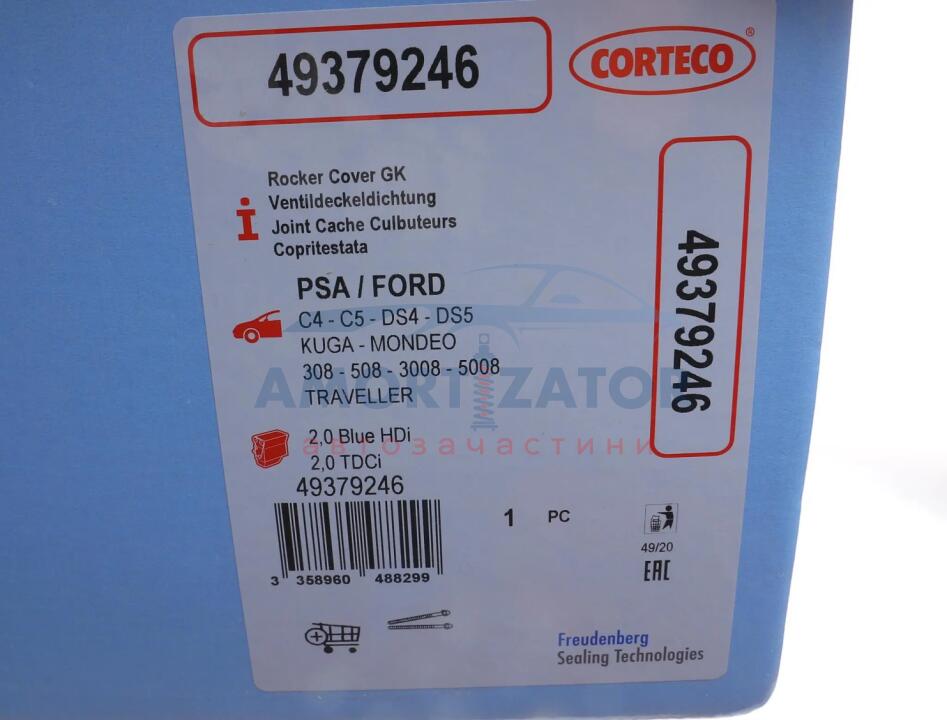 49379246
CORTECO®
Rocker Cover GK
Ventildeckeldichtung
Joint Cache Culbuteurs
Copritestata
49379246
PSA / FORD
C4 - C5 - DS4 - DS5
KUGA - MONDEO
308 - 508 - 3008 - 5008
TRAVELLER
AMORTIZATOR
автозачастини
2,0 Blue HDi
2,0 TDCi
49379246
3 358960 488299
1 PC
49/20
EAC
Freudenberg
Sealing Technologies